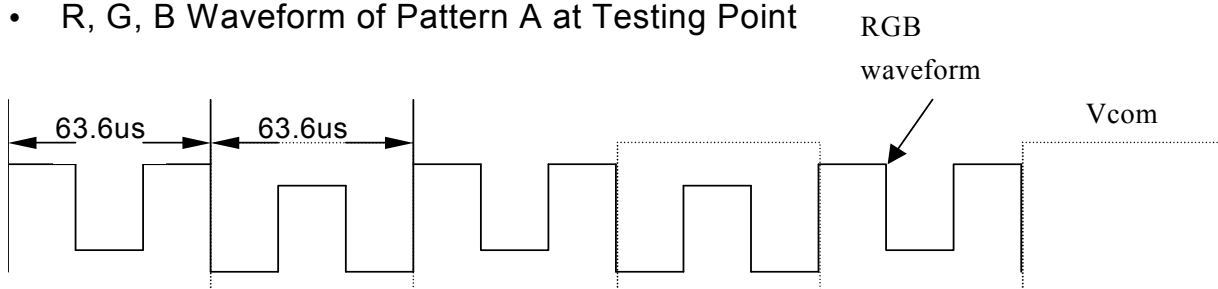 • R, G, B Waveform of Pattern A at Testing Point
RGB
waveform
63.6us 63.6us
Vcom